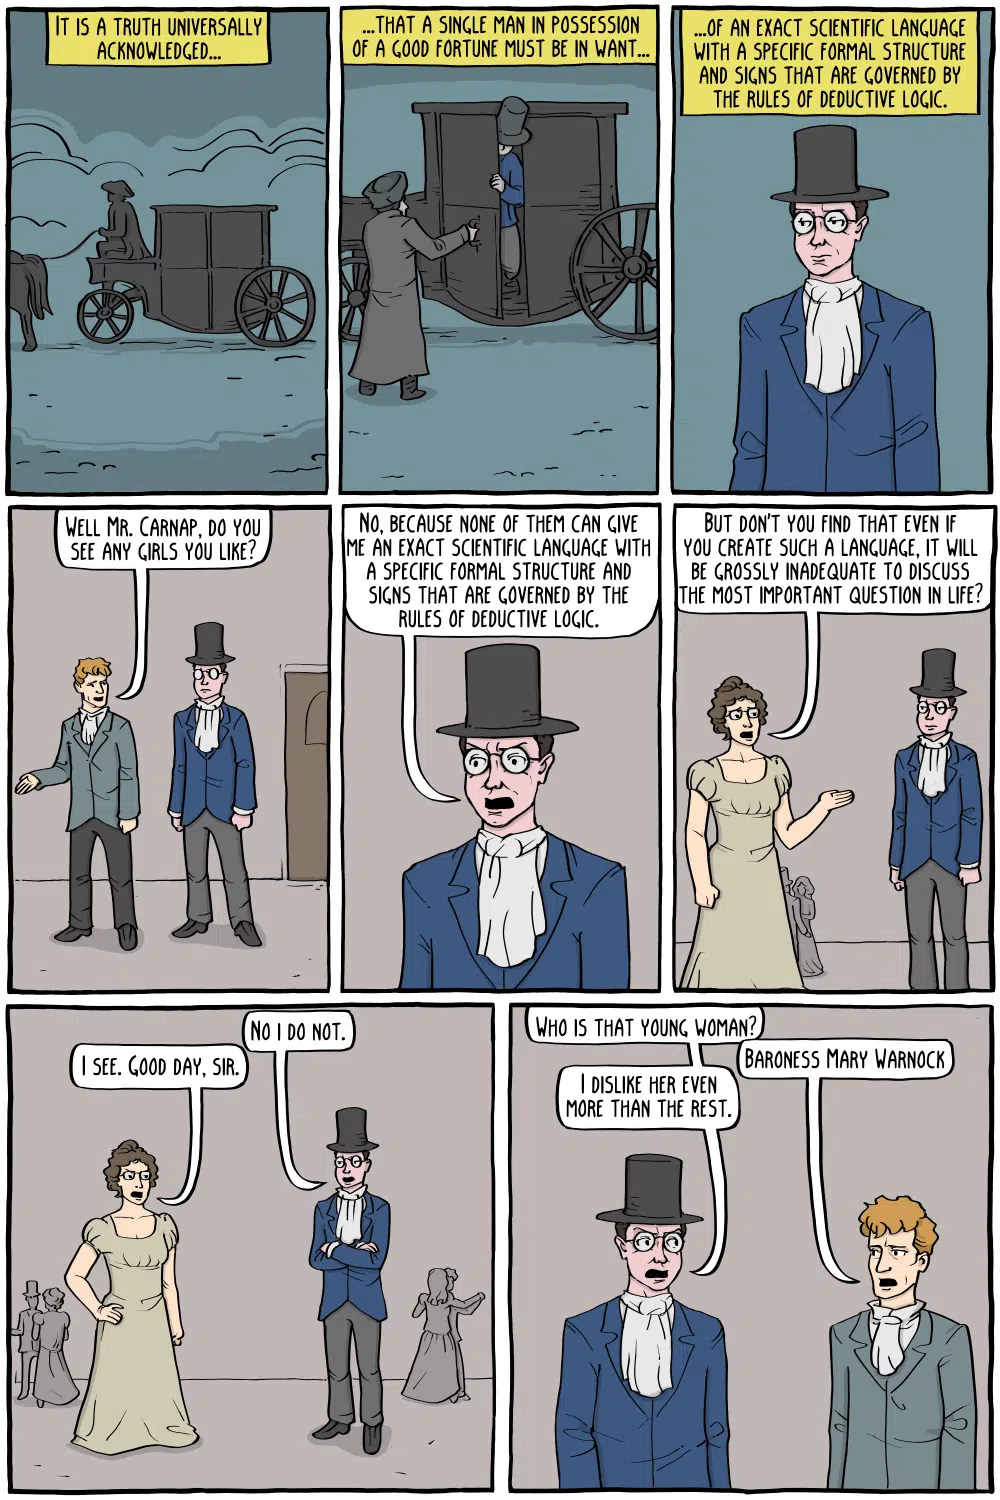 It is a truth universally
acknowledged...
...that a single man in possession
of a good fortune must be in want...
...of an exact scientific language
with a specific formal structure
and signs that are governed by
the rules of deductive logic.
Well Mr. Carnap, do you
see any girls you like?
No, because none of them can give
me an exact scientific language with
a specific formal structure and
signs that are governed by the
rules of deductive logic.
But don't you find that even if
you create such a language, it will
be grossly inadequate to discuss
the most important question in life?
No I do not.
I see. Good day, sir.
Who is that young woman?
Baroness Mary Warnock
I dislike her even
more than the rest.